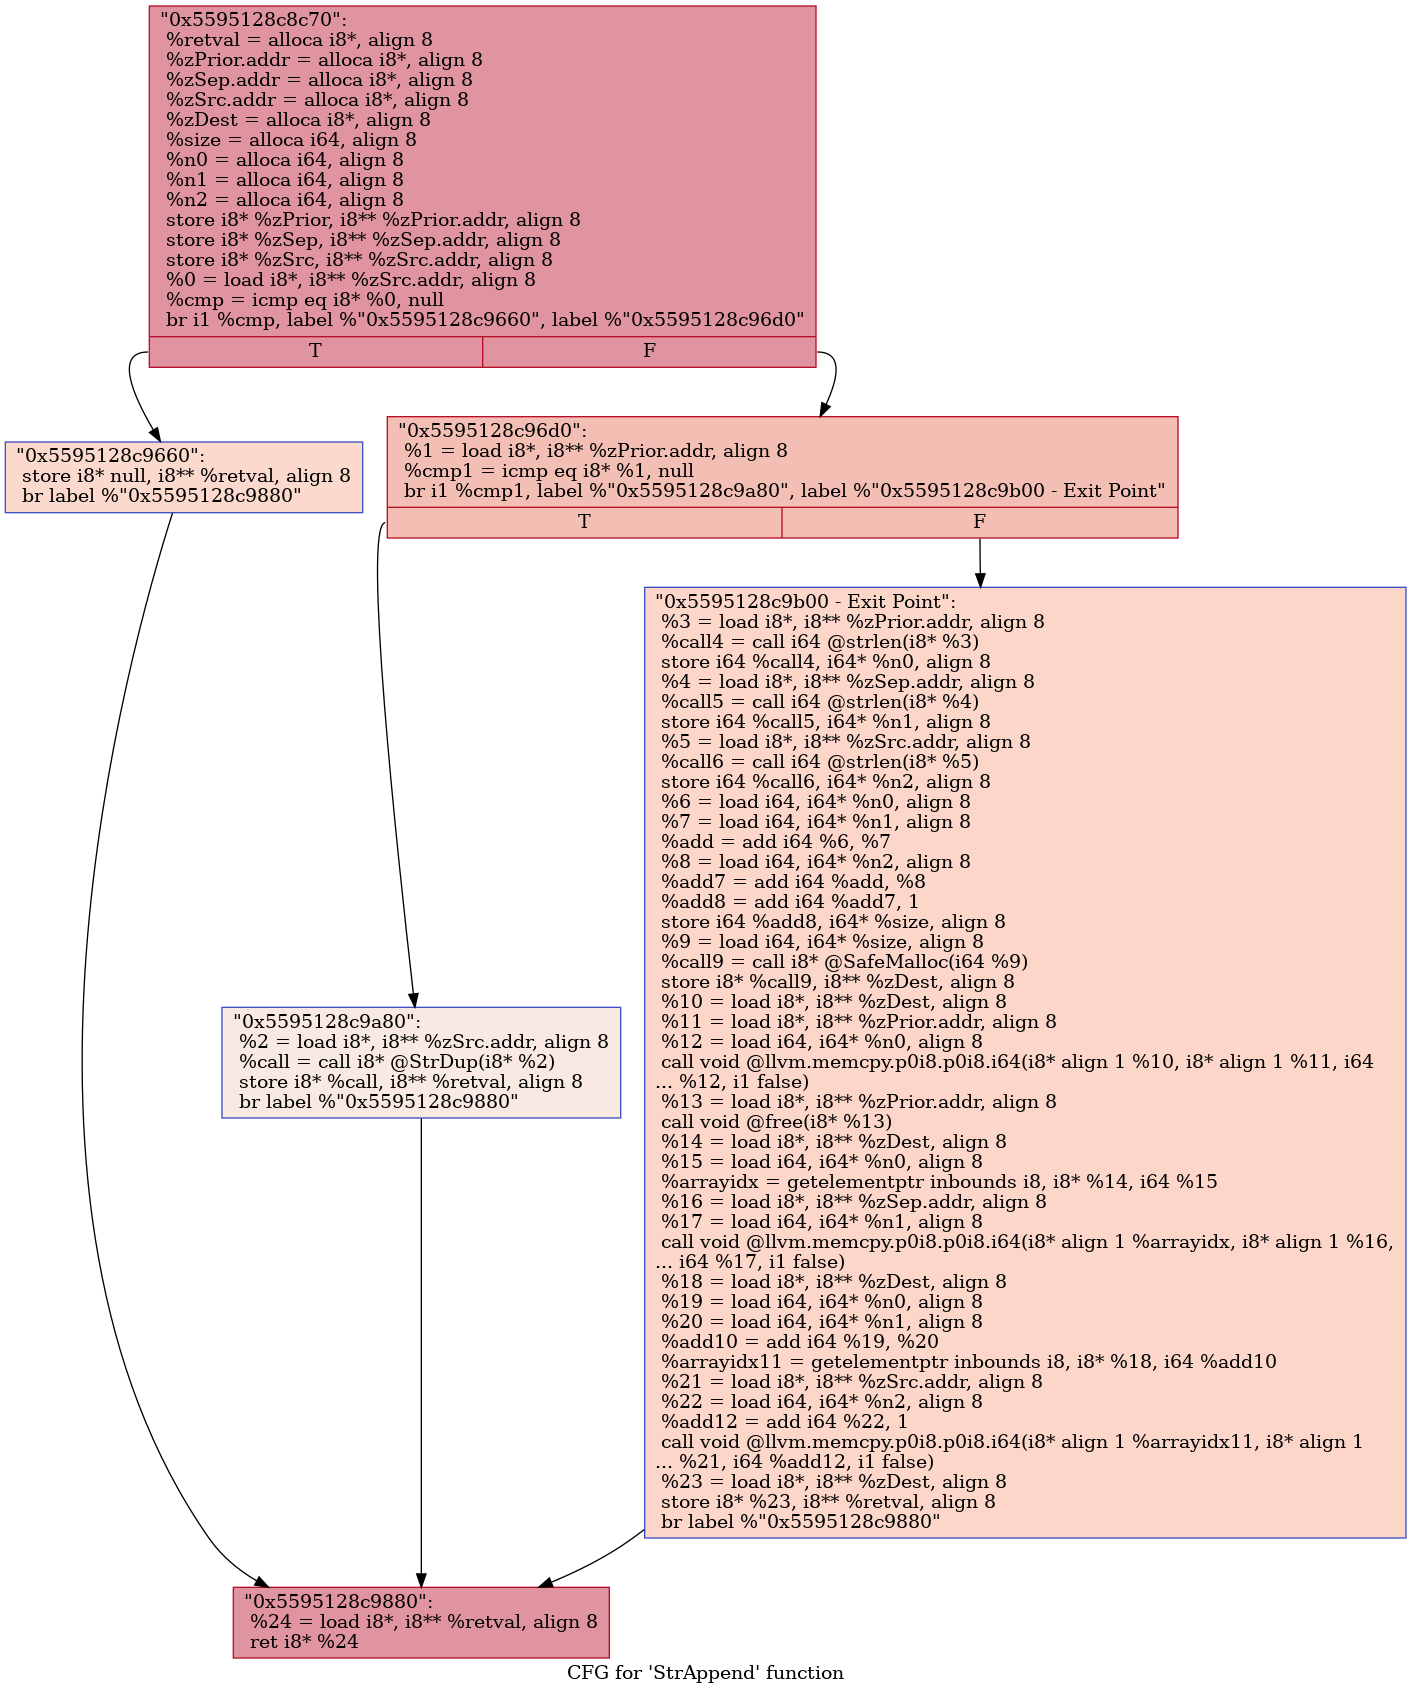 "0x5595128c8c70":
%retval = alloca i8*, align 8
%zPrior.addr = alloca i8*, align 8
%zSep.addr = alloca i8*, align 8
%zSrc.addr = alloca i8*, align 8
%zDest = alloca i8*, align 8
%size = alloca i64, align 8
%n0 = alloca i64, align 8
%n1 = alloca i64, align 8
%n2 = alloca i64, align 8
store i8* %zPrior, i8** %zPrior.addr, align 8
store i8* %zSep, i8** %zSep.addr, align 8
store i8* %zSrc, i8** %zSrc.addr, align 8
%0 = load i8*, i8** %zSrc.addr, align 8
%cmp = icmp eq i8* %0, null
br i1 %cmp, label %"0x5595128c9660", label %"0x5595128c96d0"
T
F
"0x5595128c9660":
store i8* null, i8** %retval, align 8
br label %"0x5595128c9880"
"0x5595128c96d0":
%1 = load i8*, i8** %zPrior.addr, align 8
%cmp1 = icmp eq i8* %1, null
br i1 %cmp1, label %"0x5595128c9a80", label %"0x5595128c9b00 - Exit Point"
T
F
"0x5595128c9b00 - Exit Point":
%3 = load i8*, i8** %zPrior.addr, align 8
%call4 = call i64 @strlen(i8* %3)
store i64 %call4, i64* %n0, align 8
%4 = load i8*, i8** %zSep.addr, align 8
%call5 = call i64 @strlen(i8* %4)
store i64 %call5, i64* %n1, align 8
%5 = load i8*, i8** %zSrc.addr, align 8
%call6 = call i64 @strlen(i8* %5)
store i64 %call6, i64* %n2, align 8
%6 = load i64, i64* %n0, align 8
%7 = load i64, i64* %n1, align 8
%add = add i64 %6, %7
%8 = load i64, i64* %n2, align 8
%add7 = add i64 %add, %8
%add8 = add i64 %add7, 1
store i64 %add8, i64* %size, align 8
%9 = load i64, i64* %size, align 8
%call9 = call i8* @SafeMalloc(i64 %9)
store i8* %call9, i8** %zDest, align 8
%10 = load i8*, i8** %zDest, align 8
%11 = load i8*, i8** %zPrior.addr, align 8
%12 = load i64, i64* %n0, align 8
call void @llvm.memcpy.p0i8.p0i8.i64(i8* align 1 %10, i8* align 1 %11, i64
... %12, i1 false)
%13 = load i8*, i8** %zPrior.addr, align 8
call void @free(i8* %13)
%14 = load i8*, i8** %zDest, align 8
%15 = load i64, i64* %n0, align 8
%arrayidx = getelementptr inbounds i8, i8* %14, i64 %15
%16 = load i8*, i8** %zSep.addr, align 8
%17 = load i64, i64* %n1, align 8
call void @llvm.memcpy.p0i8.p0i8.i64(i8* align 1 %arrayidx, i8* align 1 %16,
... i64 %17, i1 false)
%18 = load i8*, i8** %zDest, align 8
%19 = load i64, i64* %n0, align 8
%20 = load i64, i64* %n1, align 8
%add10 = add i64 %19, %20
%arrayidx11 = getelementptr inbounds i8, i8* %18, i64 %add10
%21 = load i8*, i8** %zSrc.addr, align 8
%22 = load i64, i64* %n2, align 8
%add12 = add i64 %22, 1
call void @llvm.memcpy.p0i8.p0i8.i64(i8* align 1 %arrayidx11, i8* align 1
... %21, i64 %add12, i1 false)
%23 = load i8*, i8** %zDest, align 8
store i8* %23, i8** %retval, align 8
br label %"0x5595128c9880"
"0x5595128c9a80":
%2 = load i8*, i8** %zSrc.addr, align 8
%call = call i8* @StrDup(i8* %2)
store i8* %call, i8** %retval, align 8
br label %"0x5595128c9880"
"0x5595128c9880":
%24 = load i8*, i8** %retval, align 8
ret i8* %24
CFG for 'StrAppend' function